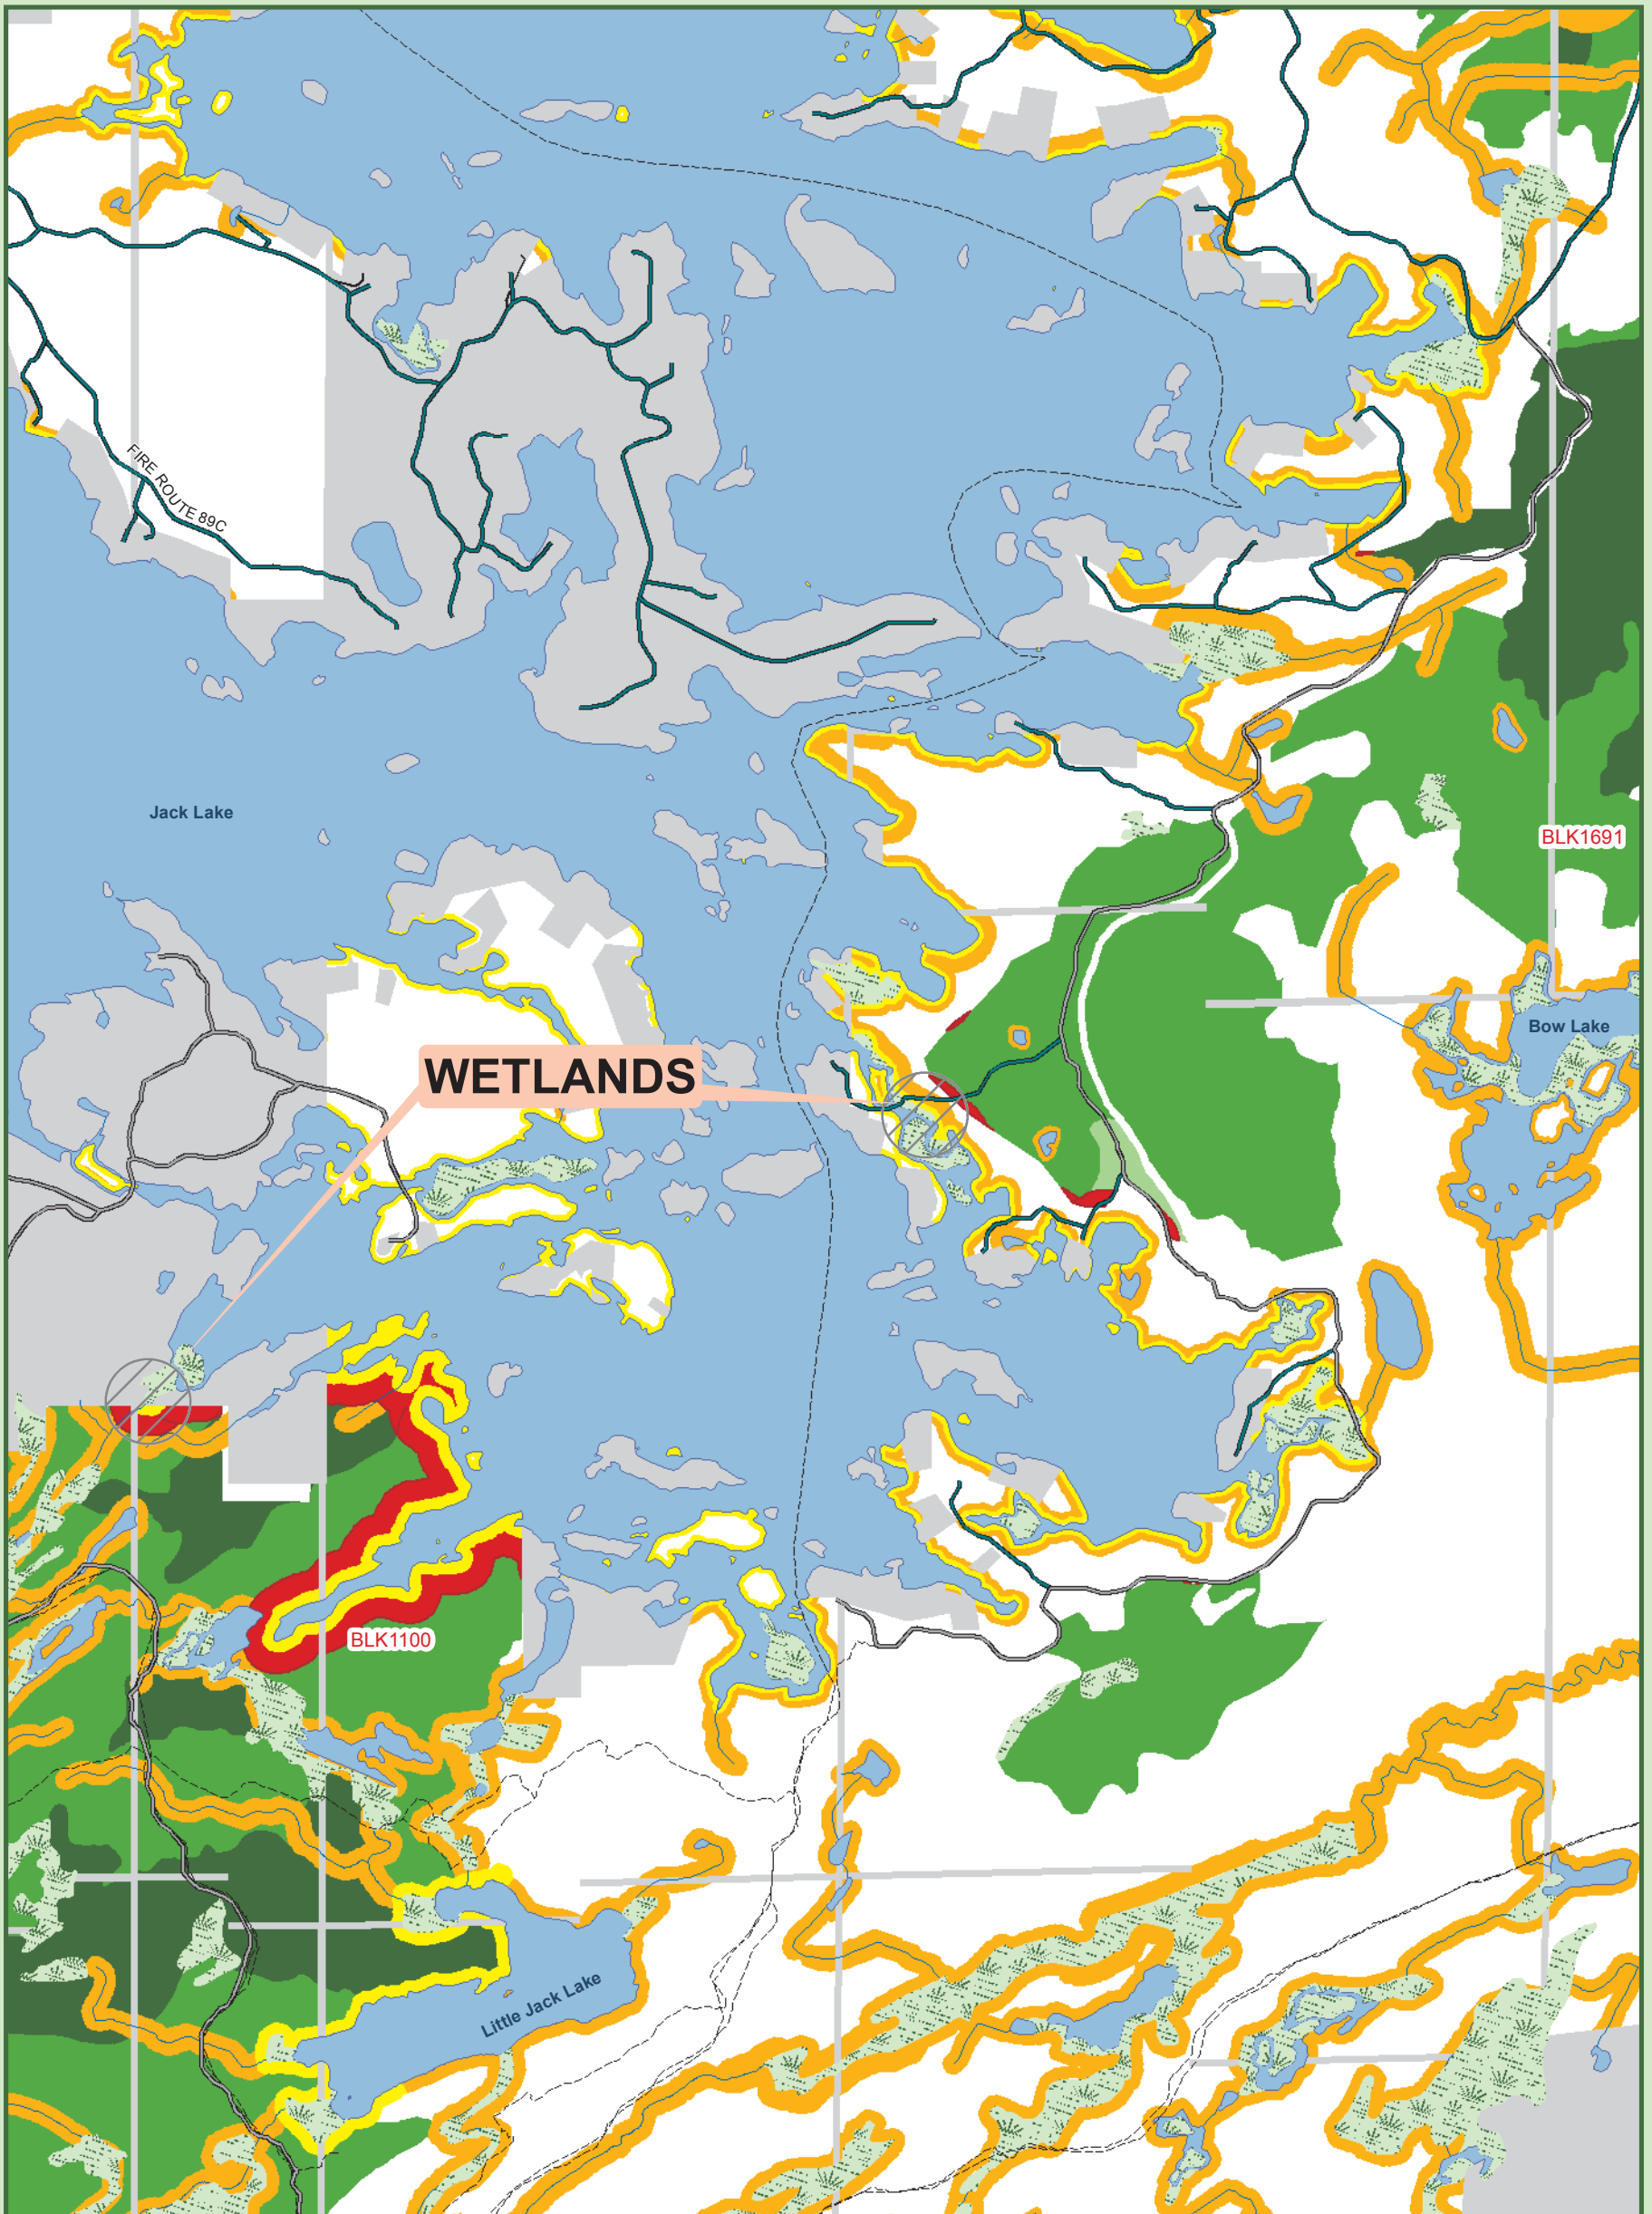 FIRE ROUTE 89C
Jack Lake
BLK1691
Bow Lake
WETLANDS
BLK1100
Little Jack Lake